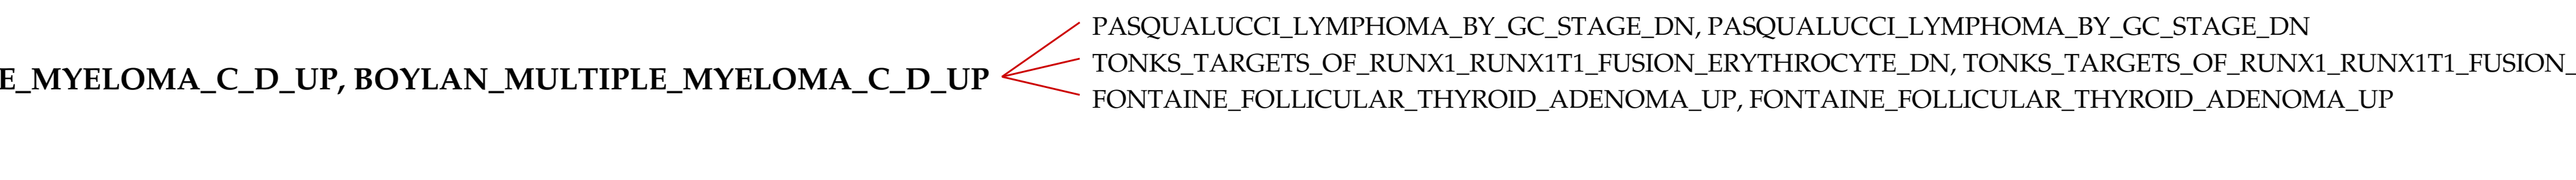 E_MYELOMA_C_D_UP, BOYLAN_MULTIPLE_MYELOMA_C_D_UP
PASQUALUCCI_LYMPHOMA_BY_GC_STAGE_DN, PASQUALUCCI_LYMPHOMA_BY_GC_STAGE_DN
TONKS_TARGETS_OF_RUNX1_RUNX1T1_FUSION_ERYTHROCYTE_DN, TONKS_TARGETS_OF_RUNX1_RUNX1T1_FUSION_
FONTAINE_FOLLICULAR_THYROID_ADENOMA_UP, FONTAINE_FOLLICULAR_THYROID_ADENOMA_UP